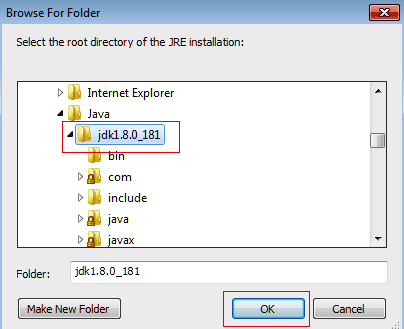 Browse For Folder
Select the root directory of the JRE installation:
Internet Explorer
Java
jdk1.8.0_181
bin
com
include
java
javax
Folder: jdk1.8.0_181
Make New Folder OK Cancel